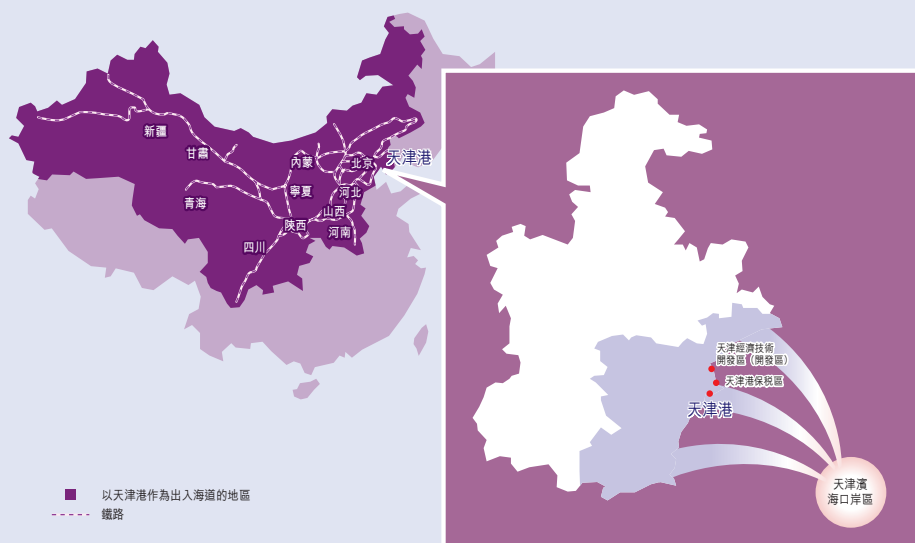 新疆
甘肅
內蒙
北京
天津港
寧夏
河北
青海
山西
陝西
河南
四川
天津經濟技術
開發區（開發區）
天津港保稅區
天津港
天津濱
海口岸區
以天津港作為出入海道的地區
鐵路